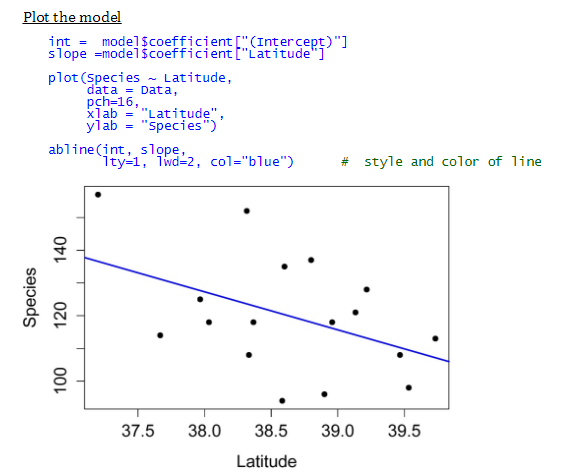 Plot the model
int =  model$coefficient["(Intercept)"]
slope =model$coefficient["Latitude"]
plot(Species ~ Latitude,
data = Data,
pch=16,
xlab = "Latitude",
ylab = "Species")
abline(int, slope,
lty=1, lwd=2, col="blue")      #  style and color of line
140
120
100
Species
37.5 38.0 38.5 39.0 39.5
Latitude